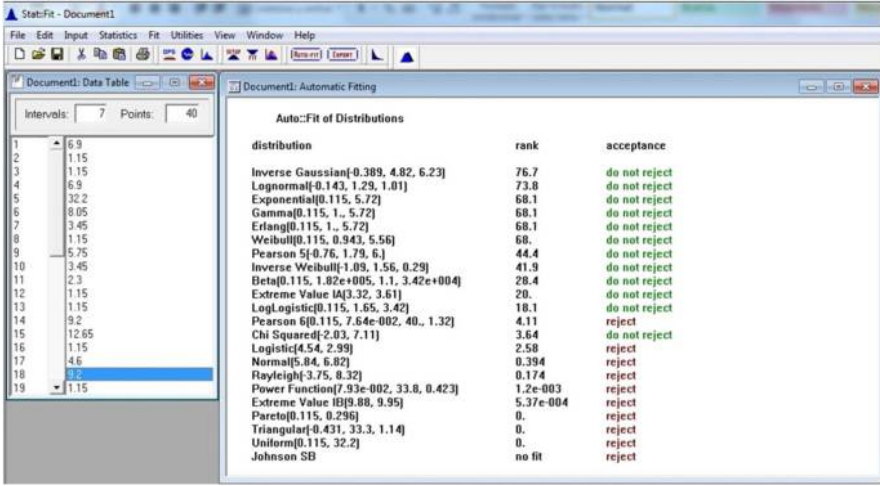 Stat::Fit - Document1
File Edit Input Statistics Fit Utilities View Window Help
AUTO::FIT EXPERT
Document1: Data Table
Intervals: 7 Points: 40
1 6.9
2 1.15
3 1.15
4 6.9
5 32.2
6 8.05
7 3.45
8 1.15
9 5.75
10 3.45
11 2.3
12 1.15
13 1.15
14 9.2
15 12.65
16 1.15
17 4.6
18 9.2
19 1.15
Document1: Automatic Fitting
Auto::Fit of Distributions
distribution rank acceptance
Inverse Gaussian(-0.389, 4.82, 6.23) 76.7 do not reject
Lognormal(-0.143, 1.29, 1.01) 73.8 do not reject
Exponential(0.115, 5.72) 68.1 do not reject
Gamma(0.115, 1., 5.72) 68.1 do not reject
Erlang(0.115, 1., 5.72) 68.1 do not reject
Weibull(0.115, 0.943, 5.56) 68. do not reject
Pearson 5(-0.76, 1.79, 6.) 44.4 do not reject
Inverse Weibull(-1.09, 1.56, 0.29) 41.9 do not reject
Beta(0.115, 1.82e+005, 1.1, 3.42e+004) 28.4 do not reject
Extreme Value IA(3.32, 3.61) 20. do not reject
LogLogistic(0.115, 1.65, 3.42) 18.1 do not reject
Pearson 6(0.115, 7.64e-002, 40., 1.32) 4.11 reject
Chi Squared(-2.03, 7.11) 3.64 do not reject
Logistic(4.54, 2.99) 2.58 reject
Normal(5.84, 6.82) 0.394 reject
Rayleigh(-3.75, 8.32) 0.174 reject
Power Function(7.93e-002, 33.8, 0.423) 1.2e-003 reject
Extreme Value IB(9.88, 9.95) 5.37e-004 reject
Pareto(0.115, 0.296) 0. reject
Triangular(-0.431, 33.3, 1.14) 0. reject
Uniform(0.115, 32.2) 0. reject
Johnson SB no fit reject